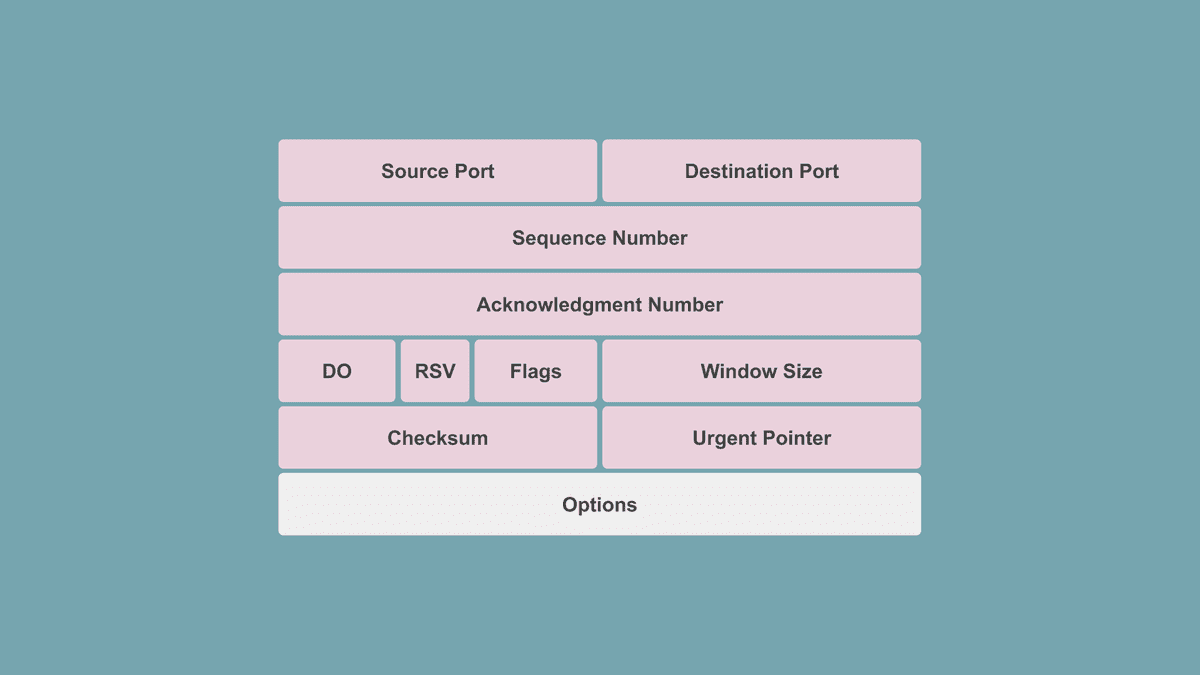 Source Port
Destination Port
Sequence Number
Acknowledgment Number
DO
RSV
Flags
Window Size
Checksum
Urgent Pointer
Options